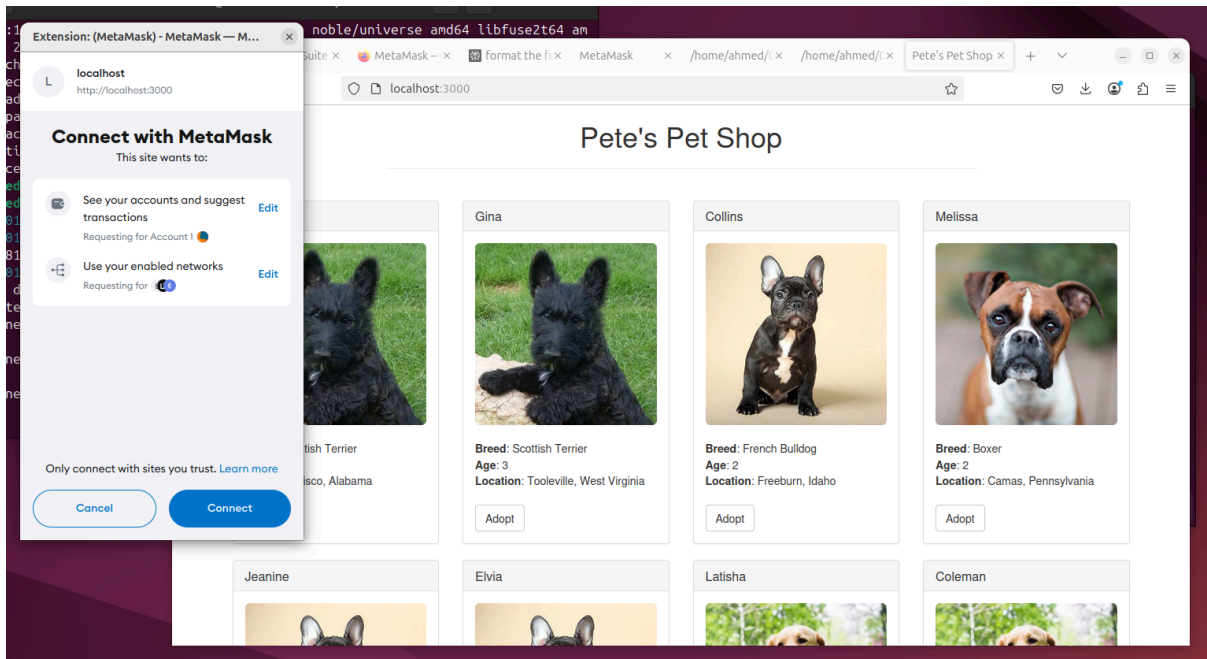 noble/universe amd64 libfuse2t64 am
Extension: (MetaMask) - MetaMask — M...
L
localhost
http://localhost:3000
Connect with MetaMask
This site wants to:
See your accounts and suggest
transactions
Edit
Requesting for Account 1
Use your enabled networks
Edit
Requesting for
Only connect with sites you trust. Learn more
Cancel
Connect
Suite
MetaMask –
format the fo
MetaMask
/home/ahmed/
/home/ahmed/
Pete's Pet Shop
localhost:3000
Pete's Pet Shop
Gina
Collins
Melissa
Terrier
Alabama
Breed: Scottish Terrier
Age: 3
Location: Tooleville, West Virginia
Adopt
Breed: French Bulldog
Age: 2
Location: Freeburn, Idaho
Adopt
Breed: Boxer
Age: 2
Location: Camas, Pennsylvania
Adopt
Jeanine
Elvia
Latisha
Coleman